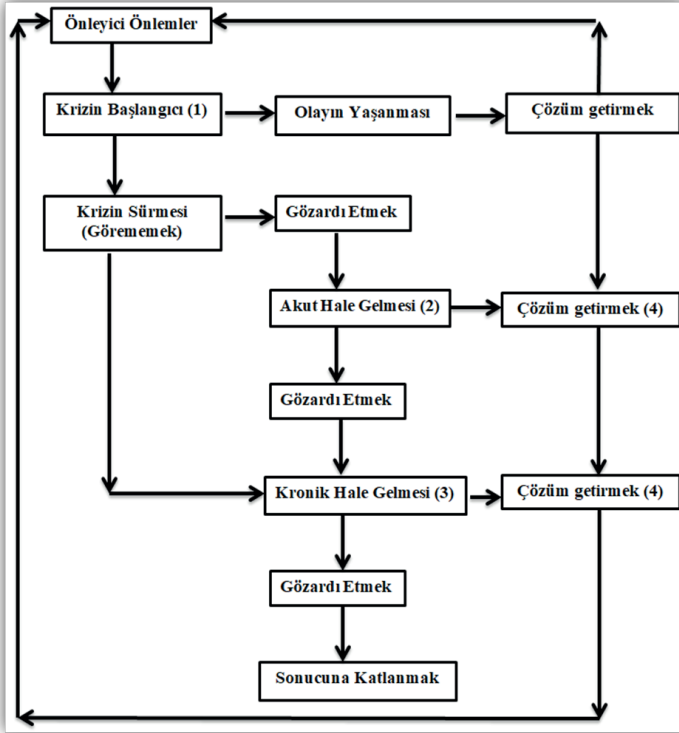 Önleyici Önlemler
Krizin Başlangıcı (1)
Olayın Yaşanması
Çözüm getirmek
Krizin Sürmesi
(Görememek)
Gözardı Etmek
Akut Hale Gelmesi (2)
Çözüm getirmek (4)
Gözardı Etmek
Kronik Hale Gelmesi (3)
Çözüm getirmek (4)
Gözardı Etmek
Sonucuna Katlanmak